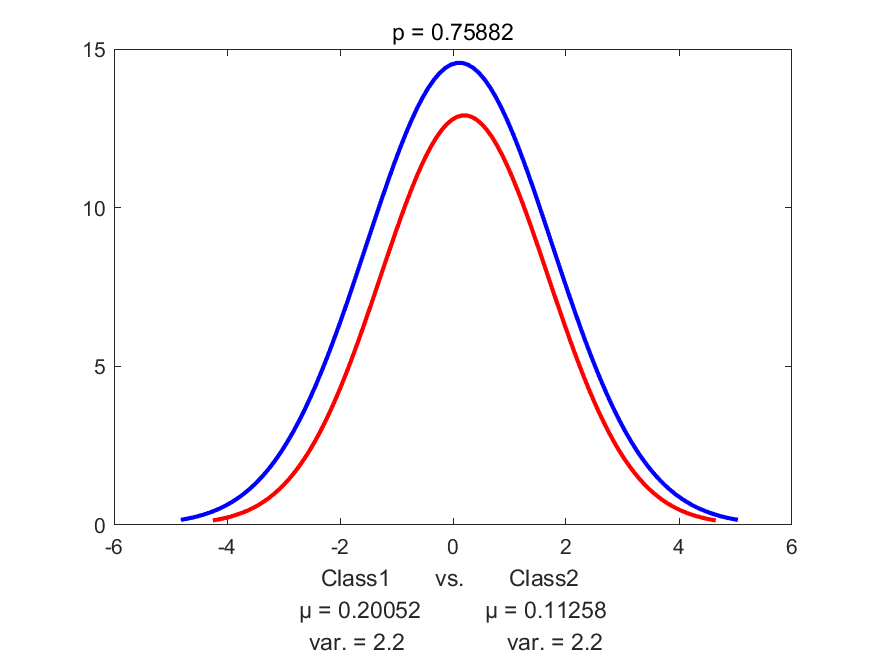 p = 0.75882
15
10
5
0
-6 -4 -2 0 2 4 6
Class1 vs. Class2
μ = 0.20052 μ = 0.11258
var. = 2.2 var. = 2.2